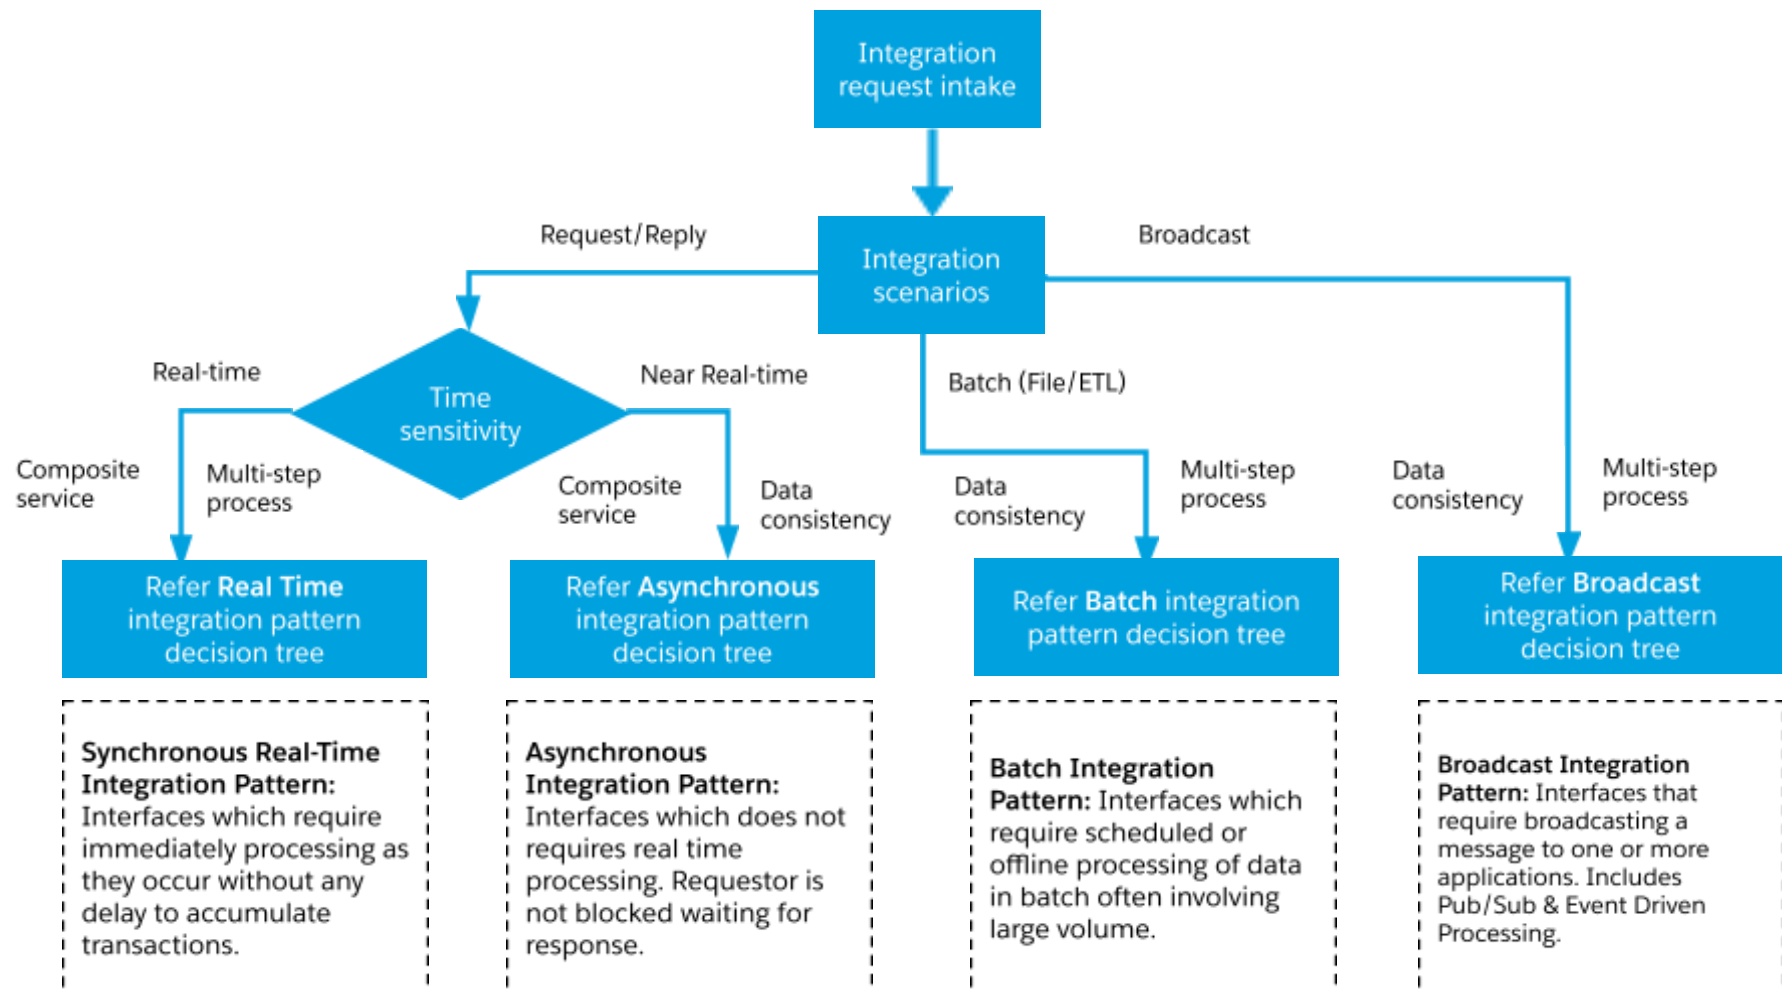 Integration
request intake
Request/Reply
Broadcast
Integration
scenarios
Real-time
Near Real-time
Batch (File/ETL)
Time
sensitivity
Composite
service
Multi-step
process
Composite
service
Data
consistency
Data
consistency
Multi-step
process
Data
consistency
Multi-step
process
Refer Real Time
integration pattern
decision tree
Refer Asynchronous
integration pattern
decision tree
Refer Batch integration
pattern decision tree
Refer Broadcast
integration pattern
decision tree
Synchronous Real-Time
Integration Pattern:
Interfaces which require
immediately processing as
they occur without any
delay to accumulate
transactions.
Asynchronous
Integration Pattern:
Interfaces which does not
requires real time
processing. Requestor is
not blocked waiting for
response.
Batch Integration
Pattern: Interfaces which
require scheduled or
offline processing of data
in batch often involving
large volume.
Broadcast Integration
Pattern: Interfaces that
require broadcasting a
message to one or more
applications. Includes
Pub/Sub & Event Driven
Processing.